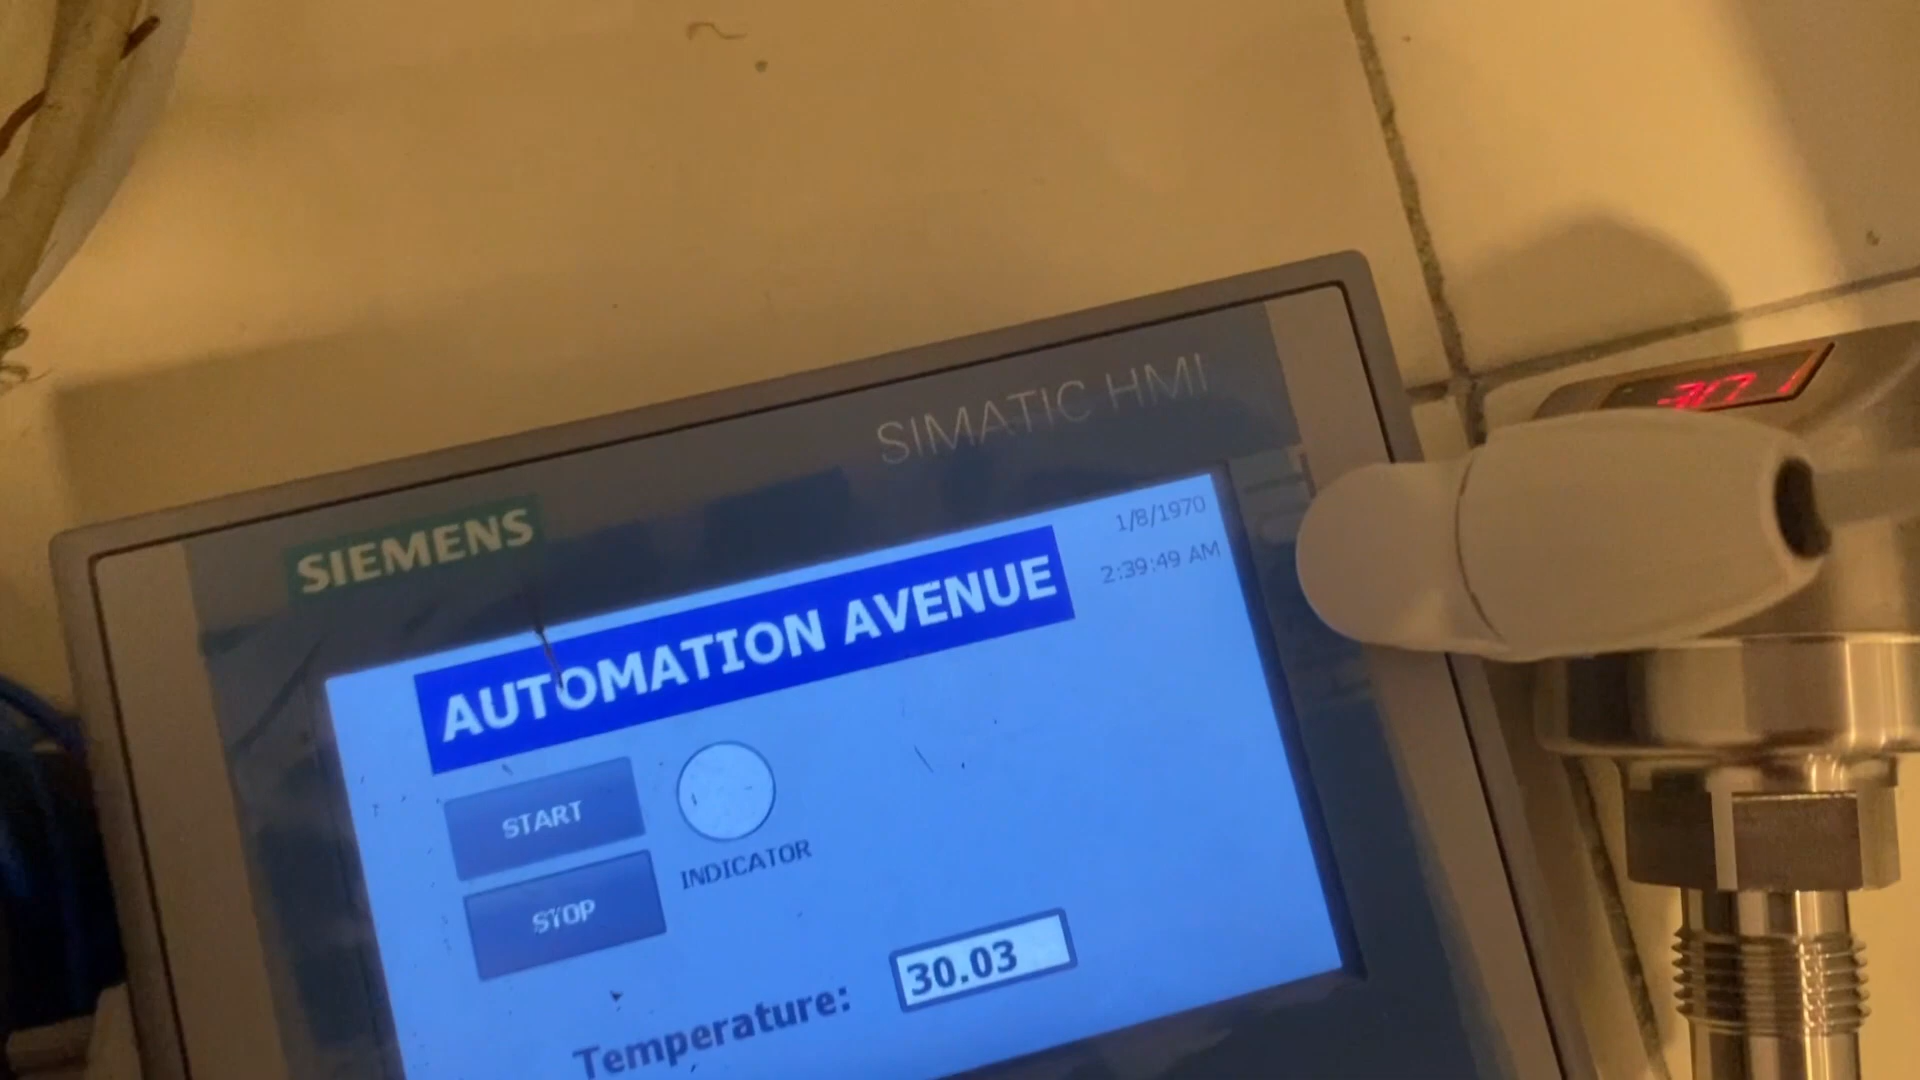 SIMATIC HMI
SIEMENS
1/8/1970
2:39:49 AM
AUTOMATION AVENUE
START
STOP
INDICATOR
Temperature:
30.03